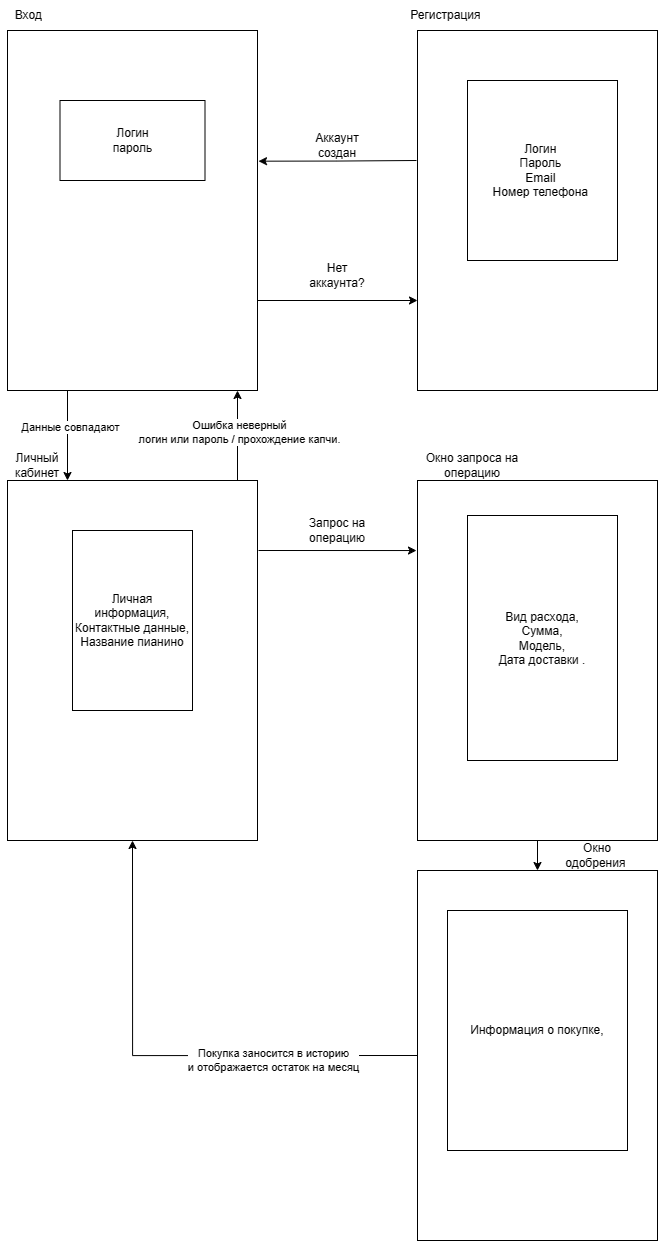 Вход
Регистрация
Логин
пароль
Аккаунт
создан
Логин
Пароль
Email
Номер телефона
Нет
аккаунта?
Данные совпадают
Ошибка неверный
логин или пароль / прохождение капчи.
Личный
кабинет
Окно запроса на
операцию
Запрос на
операцию
Личная
информация,
Контактные данные,
Название пианино
Вид расхода,
Сумма,
Модель,
Дата доставки .
Окно
одобрения
Информация о покупке,
Покупка заносится в историю
и отображается остаток на месяц